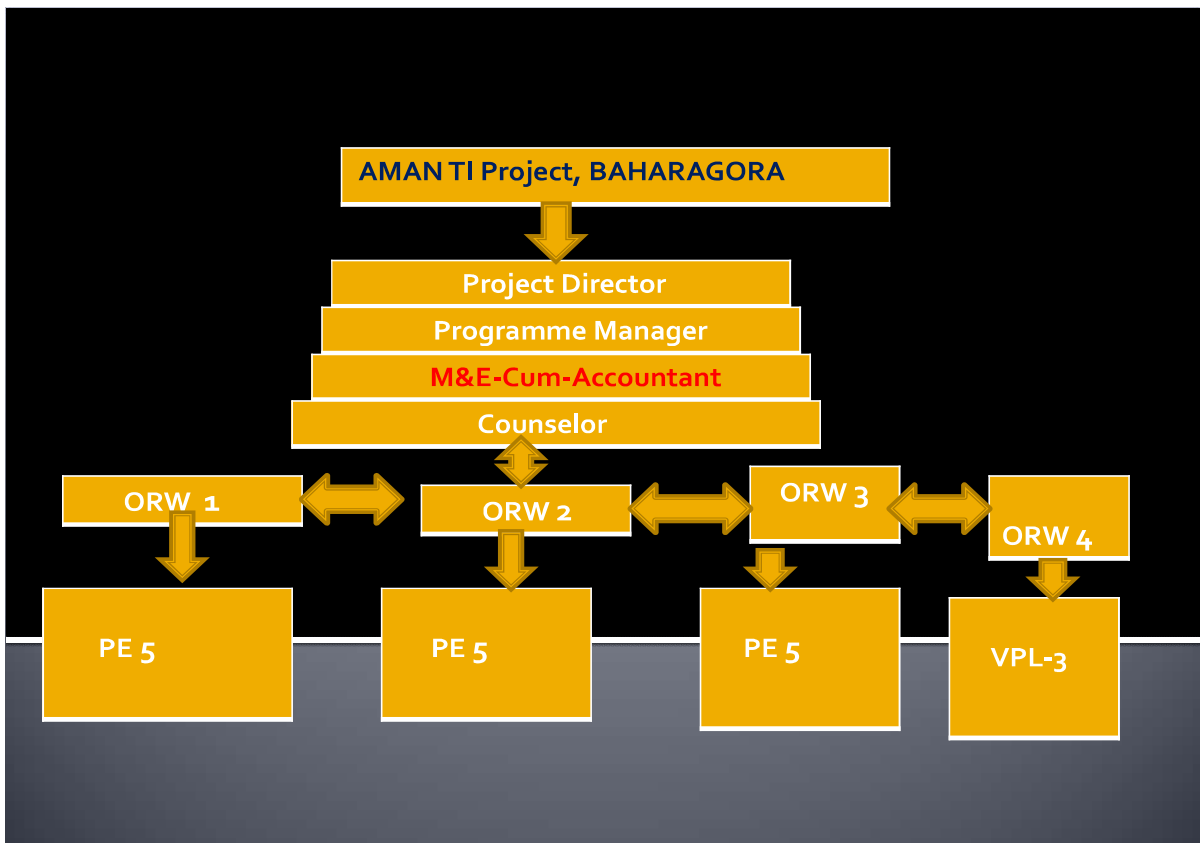 AMAN TI Project, BAHARAGORA
Project Director
Programme Manager
M&E-Cum-Accountant
Counselor
ORW 1
ORW 2
ORW 3
ORW 4
PE 5
PE 5
PE 5
VPL-3